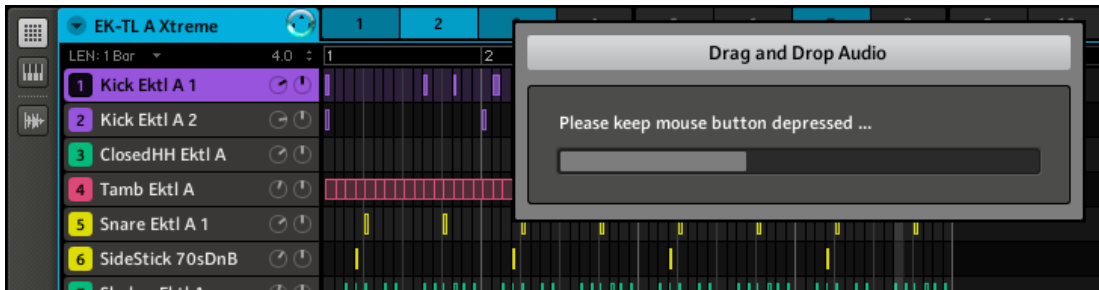 EK-TL A Xtreme
1 2
Drag and Drop Audio
LEN: 1 Bar 4.0
1 2
1 Kick Ektl A 1
2 Kick Ektl A 2
Please keep mouse button depressed ...
3 ClosedHH Ektl A
4 Tamb Ektl A
5 Snare Ektl A 1
6 SideStick 70sDnB